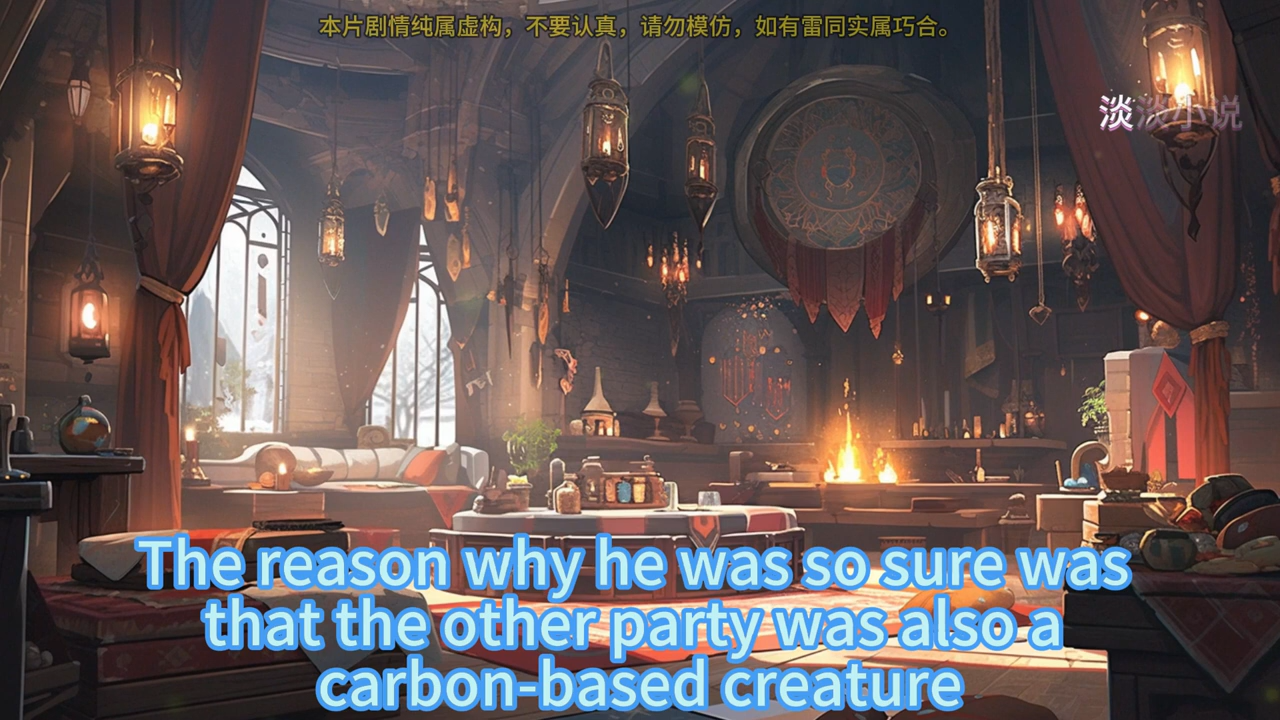 本片剧情纯属虚构，不要认真，请勿模仿，如有雷同实属巧合。
淡淡小说
The reason why he was so sure was
that the other party was also a
carbon-based creature